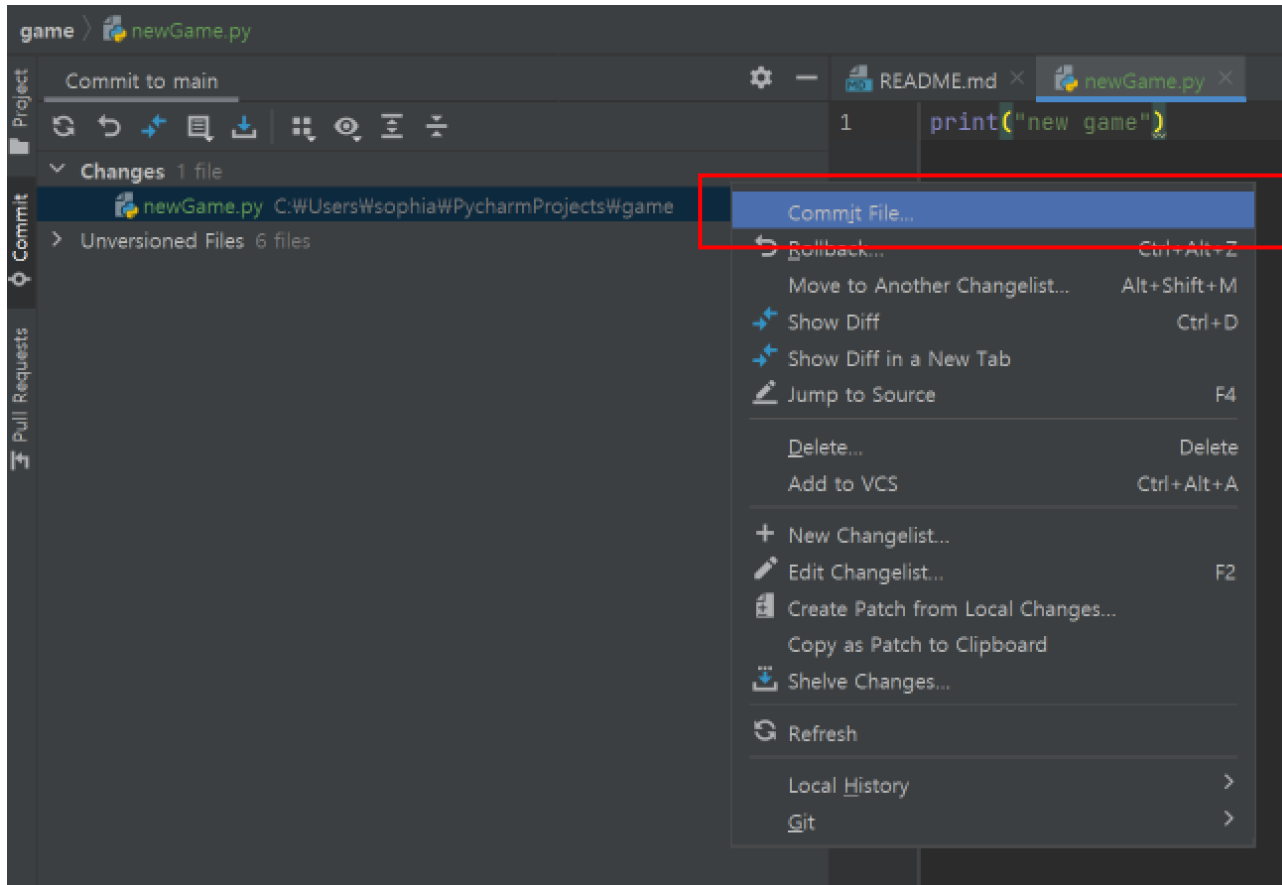 game > newGame.py
Project
Commit
Pull Requests
Commit to main
Changes 1 file
newGame.py C:₩Users₩sophia₩PycharmProjects₩game
Unversioned Files 6 files
README.md
newGame.py
1 print("new game")
Commit File...
Rollback... Ctrl+Alt+Z
Move to Another Changelist... Alt+Shift+M
Show Diff Ctrl+D
Show Diff in a New Tab
Jump to Source F4
Delete... Delete
Add to VCS Ctrl+Alt+A
New Changelist...
Edit Changelist... F2
Create Patch from Local Changes...
Copy as Patch to Clipboard
Shelve Changes...
Refresh
Local History
Git